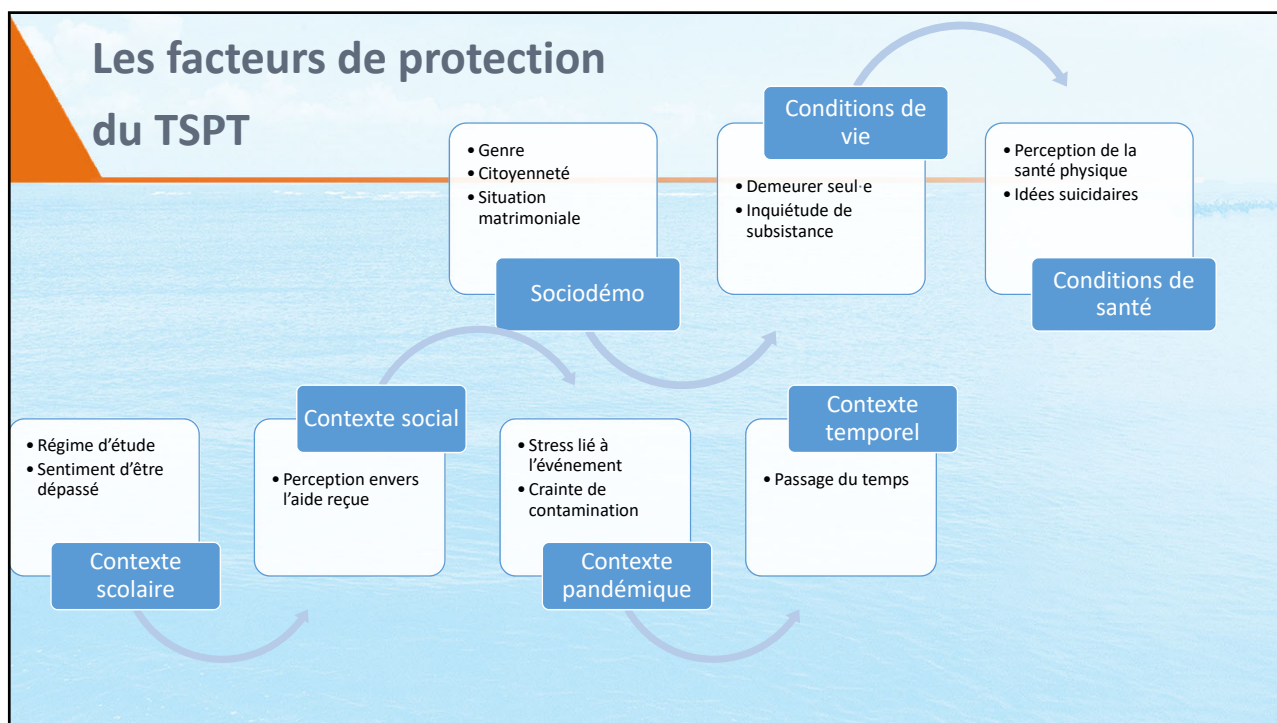 Les facteurs de protection
du TSPT
• Genre
• Citoyenneté
• Situation
matrimoniale
Sociodémo
Conditions de
vie
• Demeurer seul·e
• Inquiétude de
subsistance
• Perception de la
santé physique
• Idées suicidaires
Conditions de
santé
• Régime d’étude
• Sentiment d’être
dépassé
Contexte
scolaire
Contexte social
• Perception envers
l’aide reçue
• Stress lié à
l’événement
• Crainte de
contamination
Contexte
pandémique
Contexte
temporel
• Passage du temps